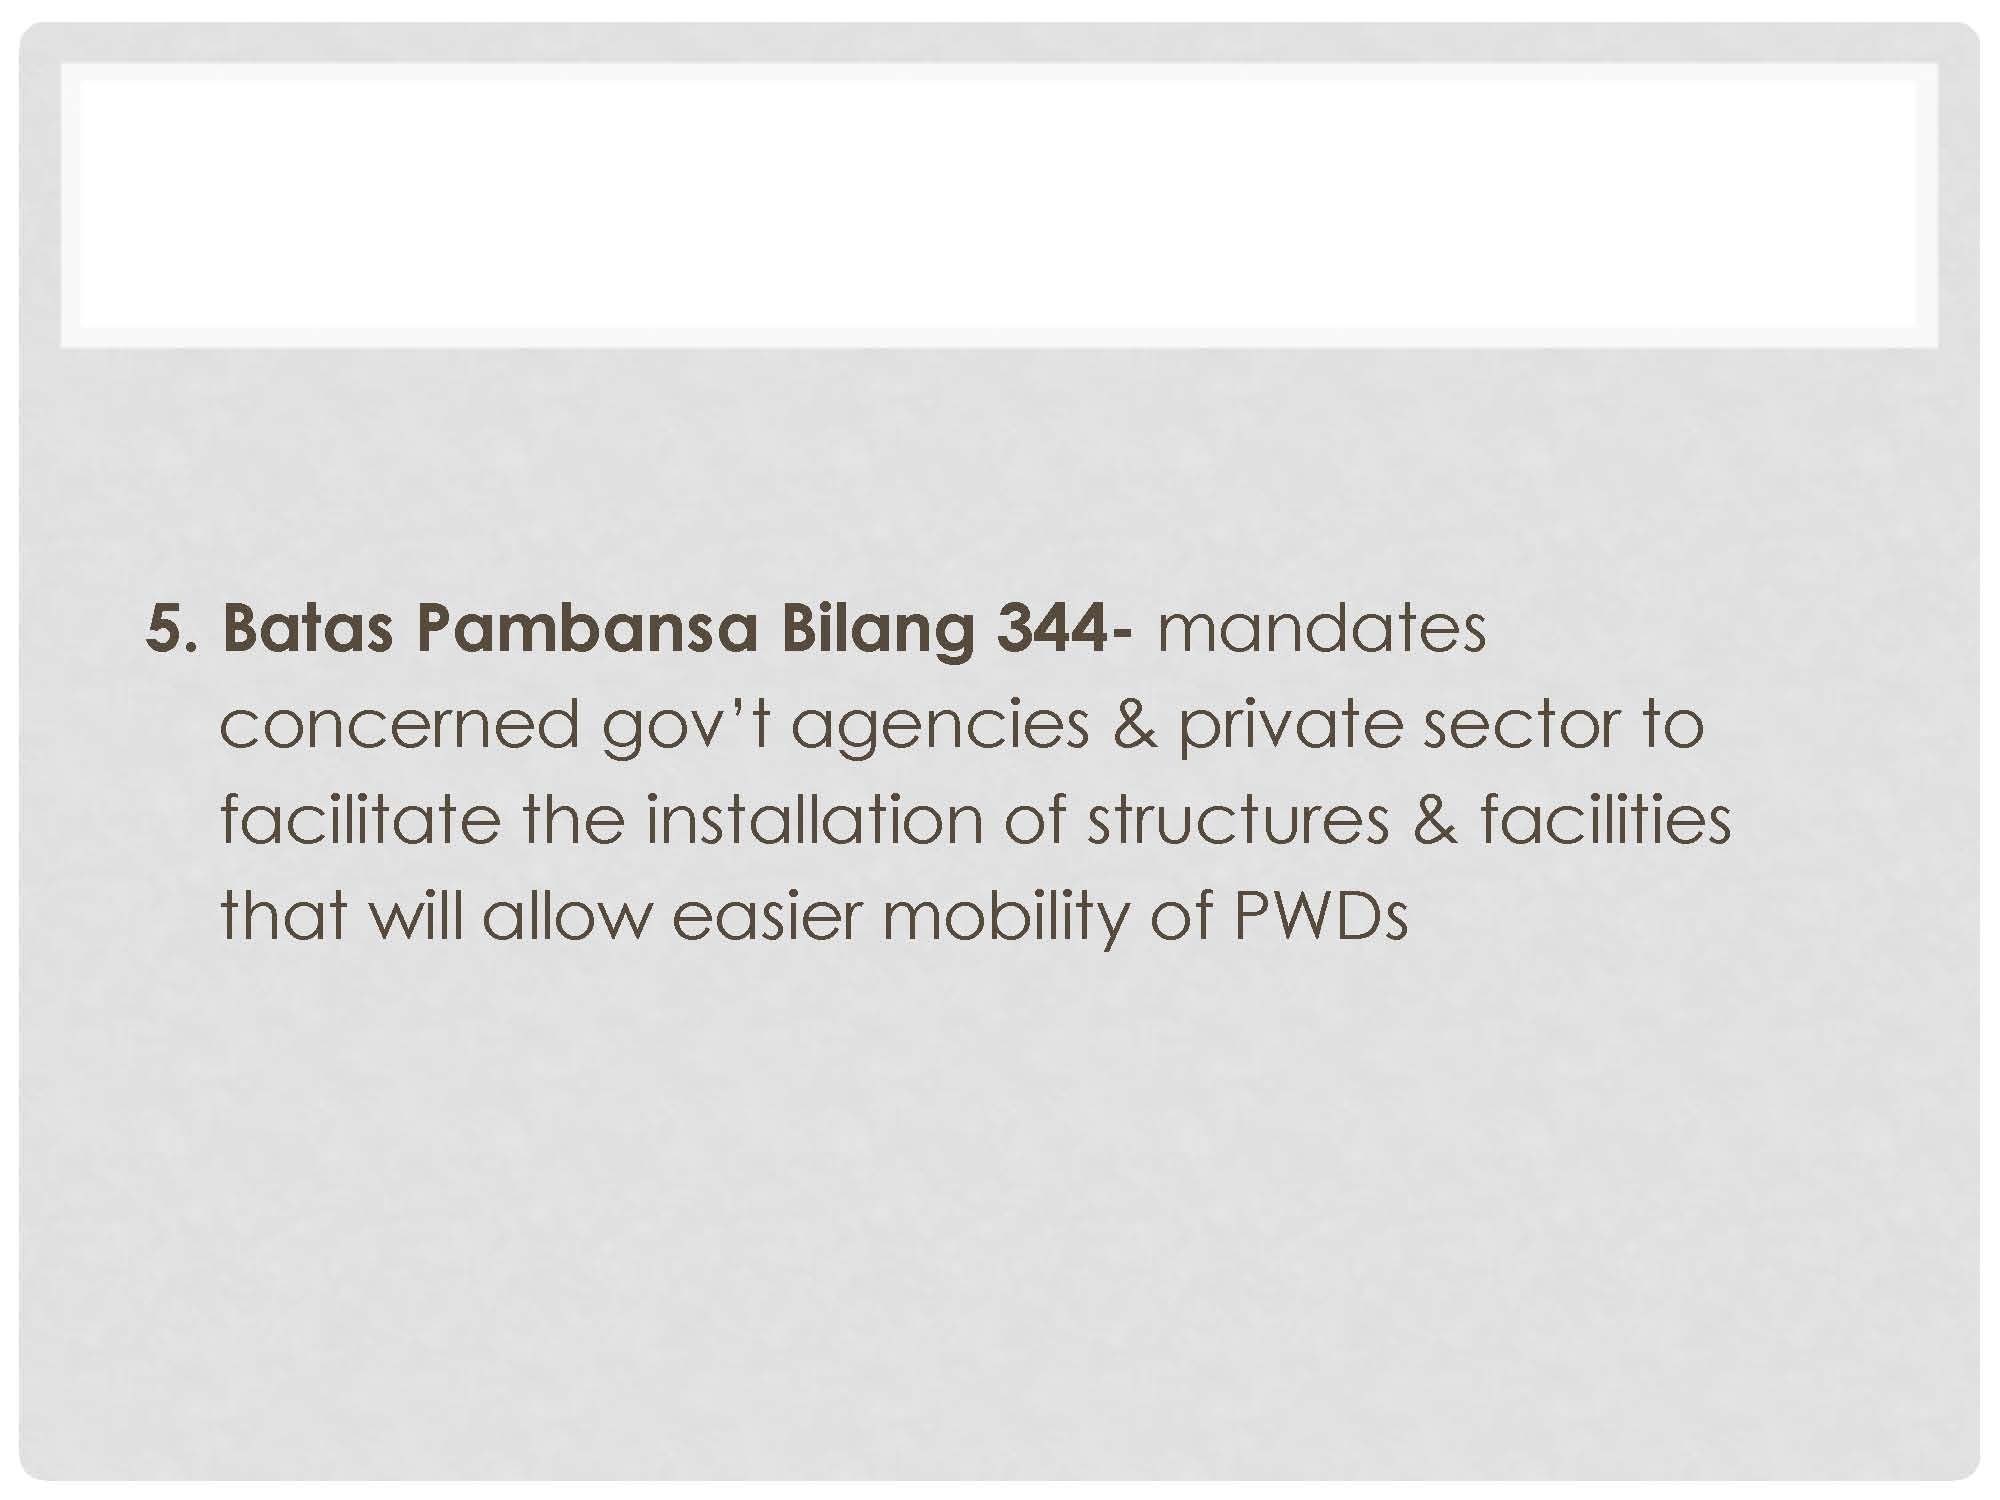 5. Batas Pambansa Bilang 344- mandates
concerned gov’t agencies & private sector to
facilitate the installation of structures & facilities
that will allow easier mobility of PWDs